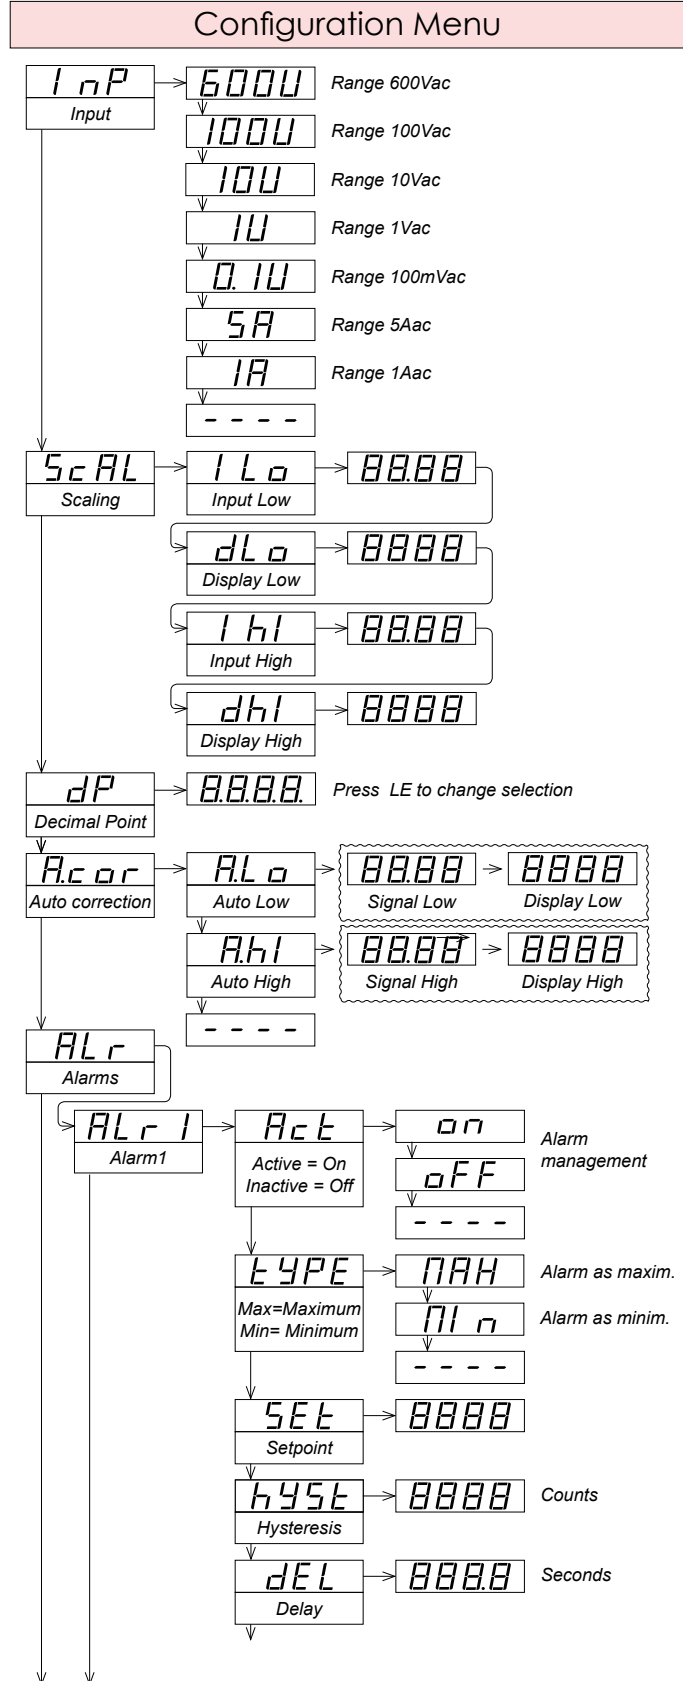 Configuration Menu
InP
Input
600U
Range 600Vac
100U
Range 100Vac
10U
Range 10Vac
1U
Range 1Vac
0.1U
Range 100mVac
5A
Range 5Aac
1A
Range 1Aac
- - - -
ScAL
Scaling
ILo
Input Low
88.88
dLo
Display Low
8888
IhI
Input High
88.88
dhI
Display High
8888
dP
Decimal Point
8.8.8.8.
Press LE to change selection
A.cor
Auto correction
A.Lo
Auto Low
88.88
Signal Low
8888
Display Low
A.hI
Auto High
88.88
Signal High
8888
Display High
- - - -
ALr
Alarms
ALr1
Alarm1
Act
Active = On
Inactive = Off
on
oFF
- - - -
Alarm
management
tYPE
Max=Maximum
Min= Minimum
MAH
Alarm as maxim.
MIn
Alarm as minim.
- - - -
SEt
Setpoint
8888
hYSt
Hysteresis
8888
Counts
dEL
Delay
888.8
Seconds